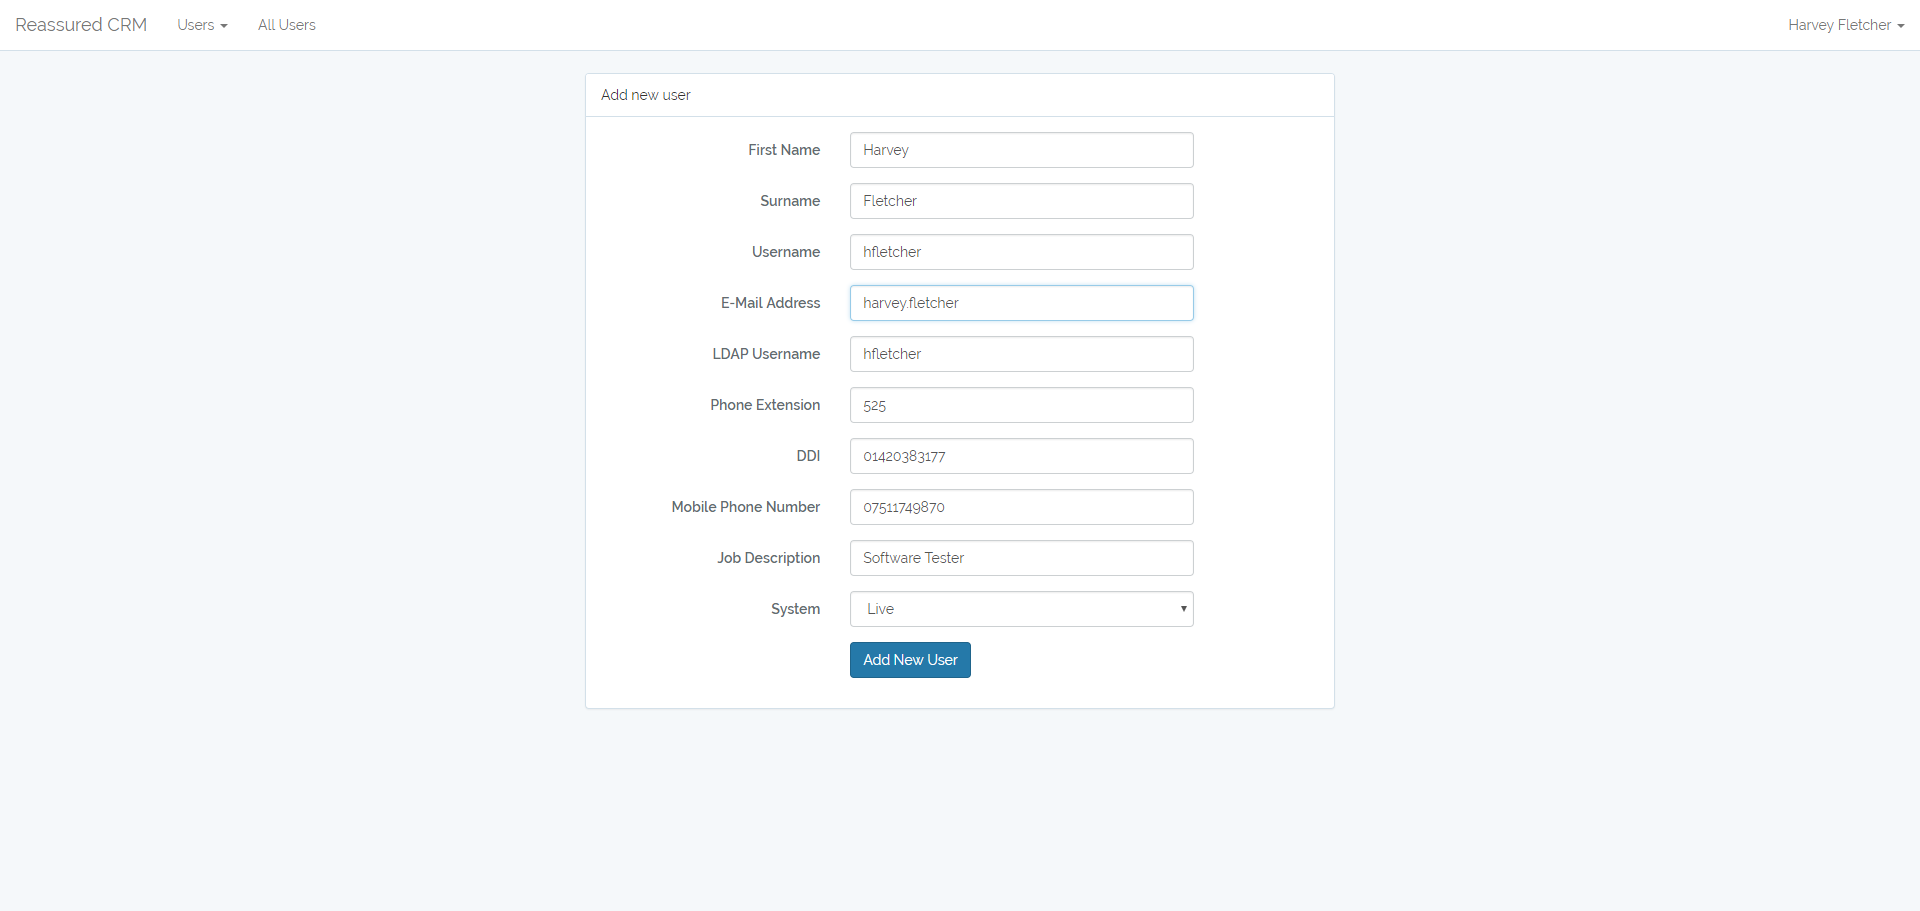 Reassured CRM Users All Users Harvey Fletcher
Add new user
First Name Harvey
Surname Fletcher
Username hfletcher
E-Mail Address harvey.fletcher
LDAP Username hfletcher
Phone Extension 525
DDI 01420383177
Mobile Phone Number 07511749870
Job Description Software Tester
System Live
Add New User